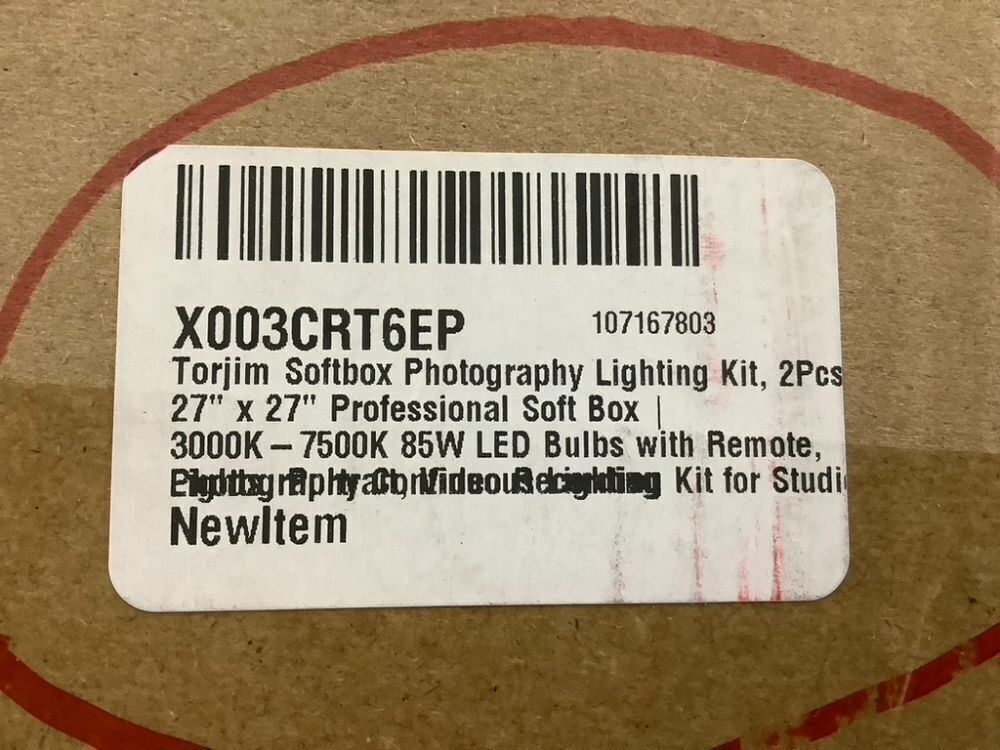 X003CRT6EP
107167803
Torjim Softbox Photography Lighting Kit, 2Pcs
27" x 27" Professional Soft Box |
3000K – 7500K 85W LED Bulbs with Remote,
Kit for Studi
NewItem